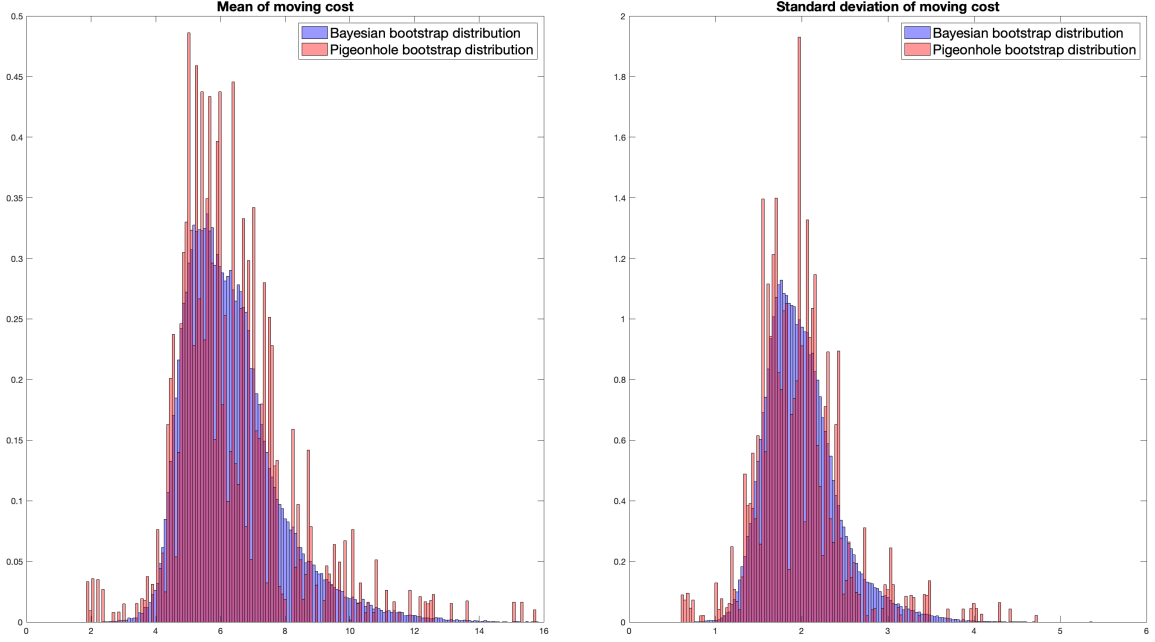 Mean of moving cost
Bayesian bootstrap distribution
Pigeonhole bootstrap distribution
0.5
0.45
0.4
0.35
0.3
0.25
0.2
0.15
0.1
0.05
0
0 2 4 6 8 10 12 14 16
Standard deviation of moving cost
Bayesian bootstrap distribution
Pigeonhole bootstrap distribution
2
1.8
1.6
1.4
1.2
1
0.8
0.6
0.4
0.2
0
0 1 2 3 4 5 6